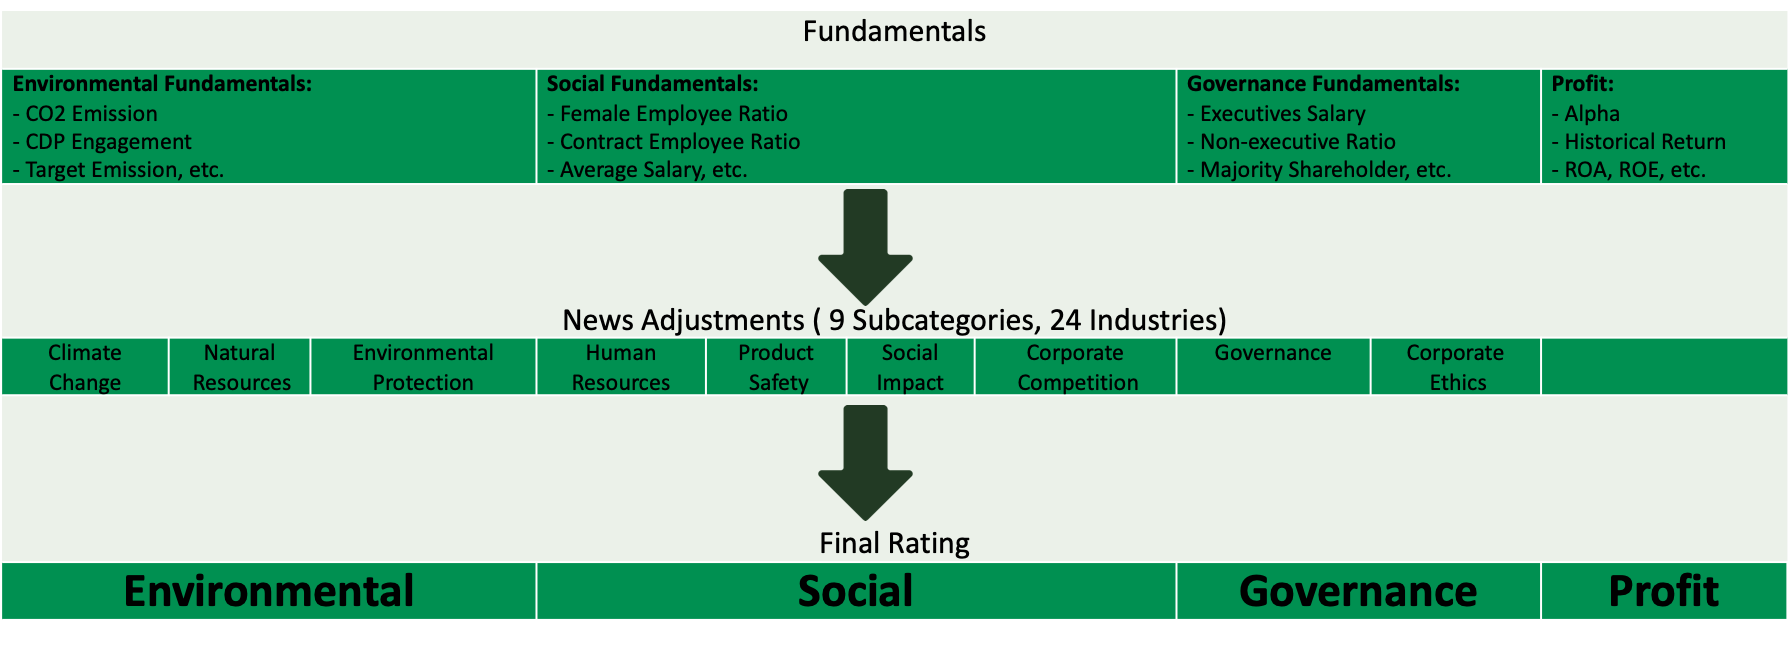 Fundamentals
Environmental Fundamentals:
- CO2 Emission
- CDP Engagement
- Target Emission, etc.
Social Fundamentals:
- Female Employee Ratio
- Contract Employee Ratio
- Average Salary, etc.
Governance Fundamentals:
- Executives Salary
- Non-executive Ratio
- Majority Shareholder, etc.
Profit:
- Alpha
- Historical Return
- ROA, ROE, etc.
News Adjustments ( 9 Subcategories, 24 Industries)
Climate
Change
Natural
Resources
Environmental
Protection
Human
Resources
Product
Safety
Social
Impact
Corporate
Competition
Governance
Corporate
Ethics
Final Rating
Environmental
Social
Governance
Profit